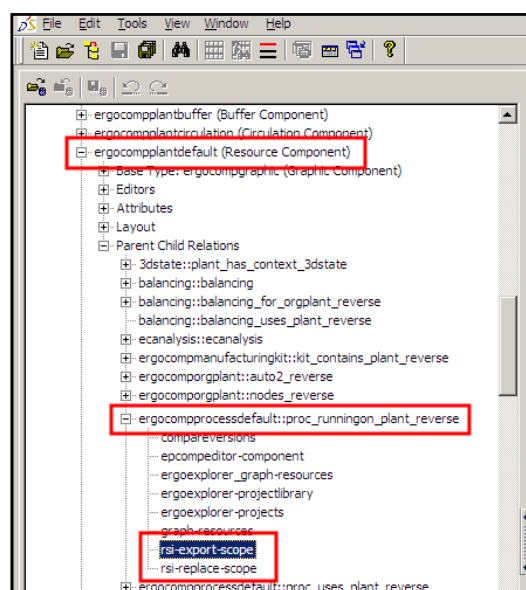 File Edit Tools View Window Help
ergocompplantbuffer (Buffer Component)
ergocompplantcirculation (Circulation Component)
ergocompplantdefault (Resource Component)
Base Type: ergocompgraphic (Graphic Component)
Editors
Attributes
Layout
Parent Child Relations
3dstate::plant_has_context_3dstate
balancing::balancing
balancing::balancing_for_orgplant_reverse
balancing::balancing_uses_plant_reverse
ecanalysis::ecanalysis
ergocompmanufacturingkit::kit_contains_plant_reverse
ergocomporgplant::auto2_reverse
ergocomporgplant::nodes_reverse
ergocompprocessdefault::proc_runningon_plant_reverse
compareversions
epcompeditor-component
ergoexplorer_graph-resources
ergoexplorer-projectlibrary
ergoexplorer-projects
graph-resources
rsi-export-scope
rsi-replace-scope
ergocompprocessdefault::proc_uses_plant_reverse